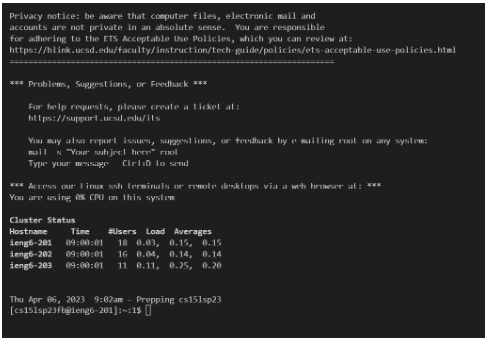 Privacy notice: be aware that computer files, electronic mail and
accounts are not private in an absolute sense.  You are responsible
for adhering to the ETS Acceptable Use Policies, which you can review at:
https://blink.ucsd.edu/faculty/instruction/tech-guide/policies/ets-acceptable-use-policies.html
===============================================================
*** Problems, Suggestions, or Feedback ***
For help requests, please create a ticket at:
https://support.ucsd.edu/its
You may also report issues, suggestions, or feedback by e-mailing root on any system:
mail -s "Your subject here" root
Type your message   Ctrl+D to send
*** Access our Linux ssh terminals or remote desktops via a web browser at: ***
You are using 0% CPU on this system
Cluster Status
Hostname     Time    #Users  Load  Averages
ieng6-201   09:00:01   18  0.03,  0.15,  0.15
ieng6-202   09:00:01   16  0.04,  0.14,  0.14
ieng6-203   09:00:01   11  0.11,  0.25,  0.20
Thu Apr 06, 2023  9:02am - Prepping cs15lsp23
[cs15lsp23fb@ieng6-201]:~:1$